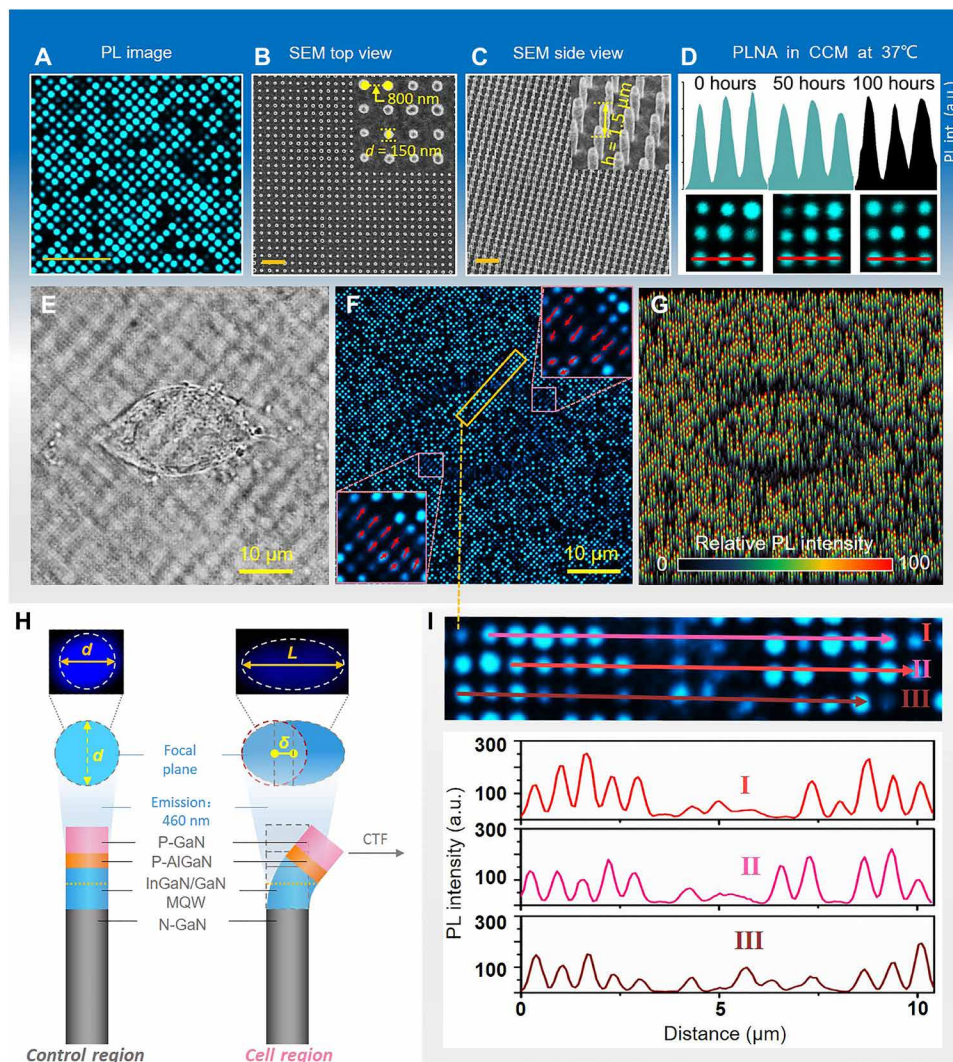 A PL image
B SEM top view
C SEM side view
D PLNA in CCM at 37℃
800 nm
d = 150 nm
h = 1.5 μm
0 hours 50 hours 100 hours
PL int. (a.u.)
E
10 μm
F
10 μm
G
Relative PL intensity
0 100
H
d
L
d
δ
Focal
plane
Emission:
460 nm
P-GaN
P-AlGaN
InGaN/GaN
MQW
N-GaN
CTF
Control region
Cell region
I
I
II
III
PL intensity (a.u.)
300
100
I
300
100
II
300
100
III
0 5 10
Distance (μm)